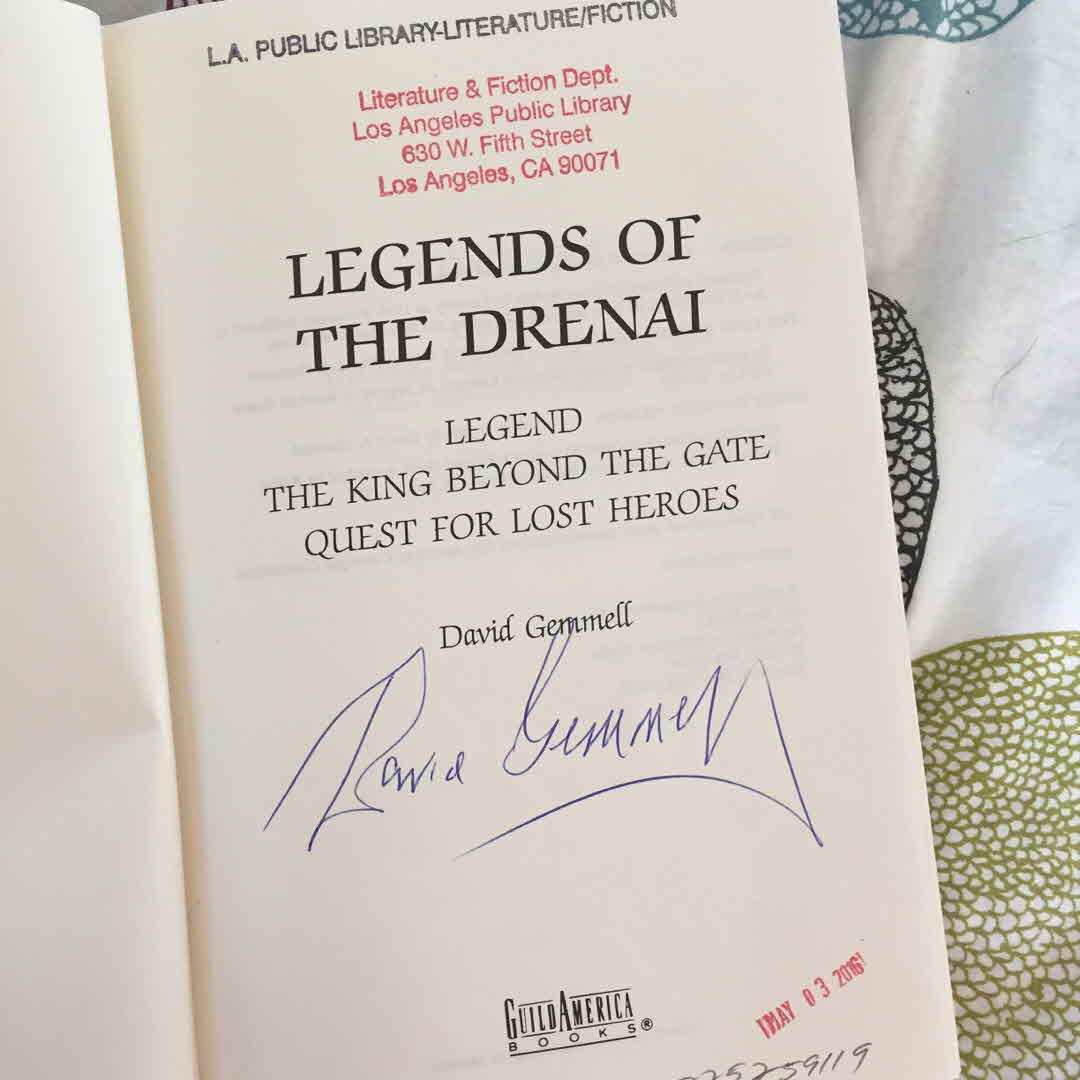 L.A. PUBLIC LIBRARY-LITERATURE/FICTION
Literature & Fiction Dept.
Los Angeles Public Library
630 W. Fifth Street
Los Angeles, CA 90071
LEGENDS OF
THE DRENAI
LEGEND
THE KING BEYOND THE GATE
QUEST FOR LOST HEROES
David Gemmell
David Gemmell
GUILDAMERICA
BOOKS®
MAY 03 2016